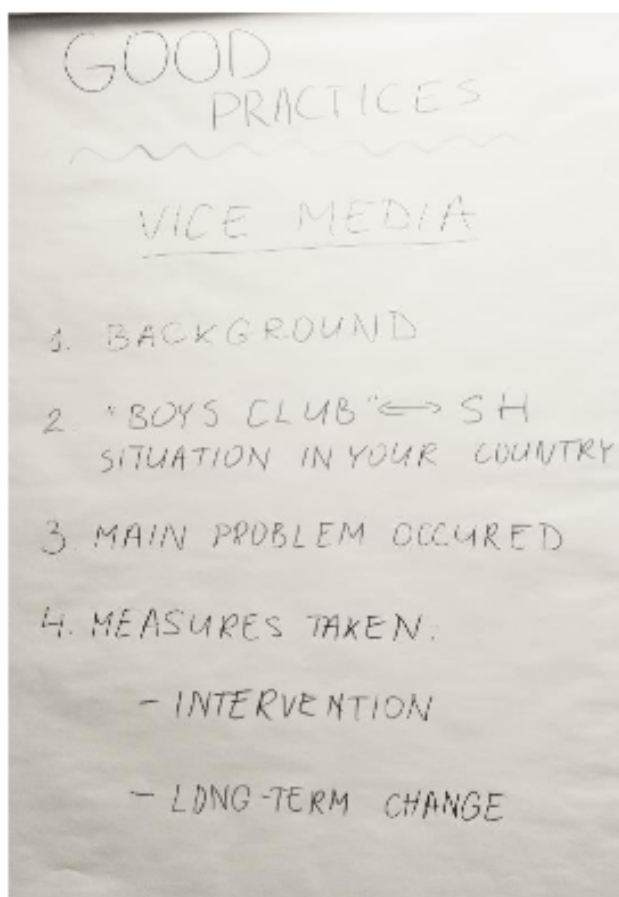 GOOD
PRACTICES
VICE MEDIA
1. BACKGROUND
2. "BOYS CLUB" <=> SH
SITUATION IN YOUR COUNTRY
3. MAIN PROBLEM OCCURED
4. MEASURES TAKEN:
- INTERVENTION
- LONG-TERM CHANGE